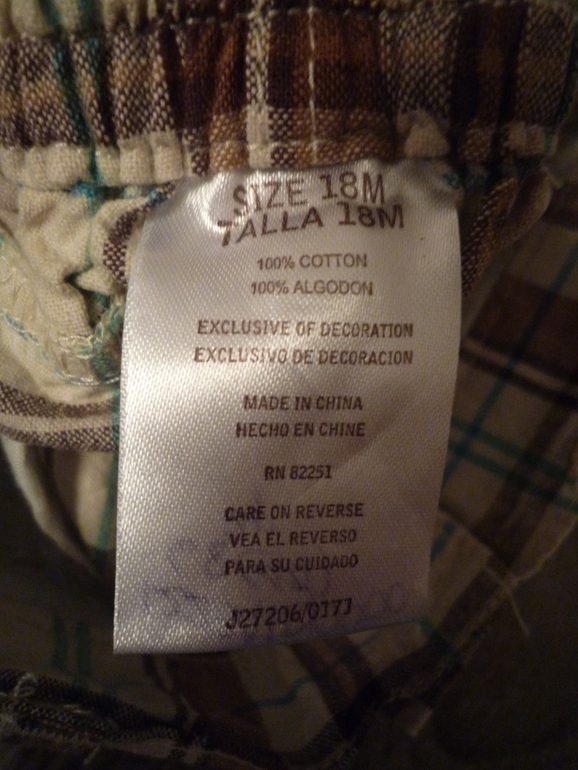 SIZE 18M
TALLA 18M
100% COTTON
100% ALGODON
EXCLUSIVE OF DECORATION
EXCLUSIVO DE DECORACION
MADE IN CHINA
HECHO EN CHINE
RN 82251
CARE ON REVERSE
VEA EL REVERSO
PARA SU CUIDADO
J27206/0171